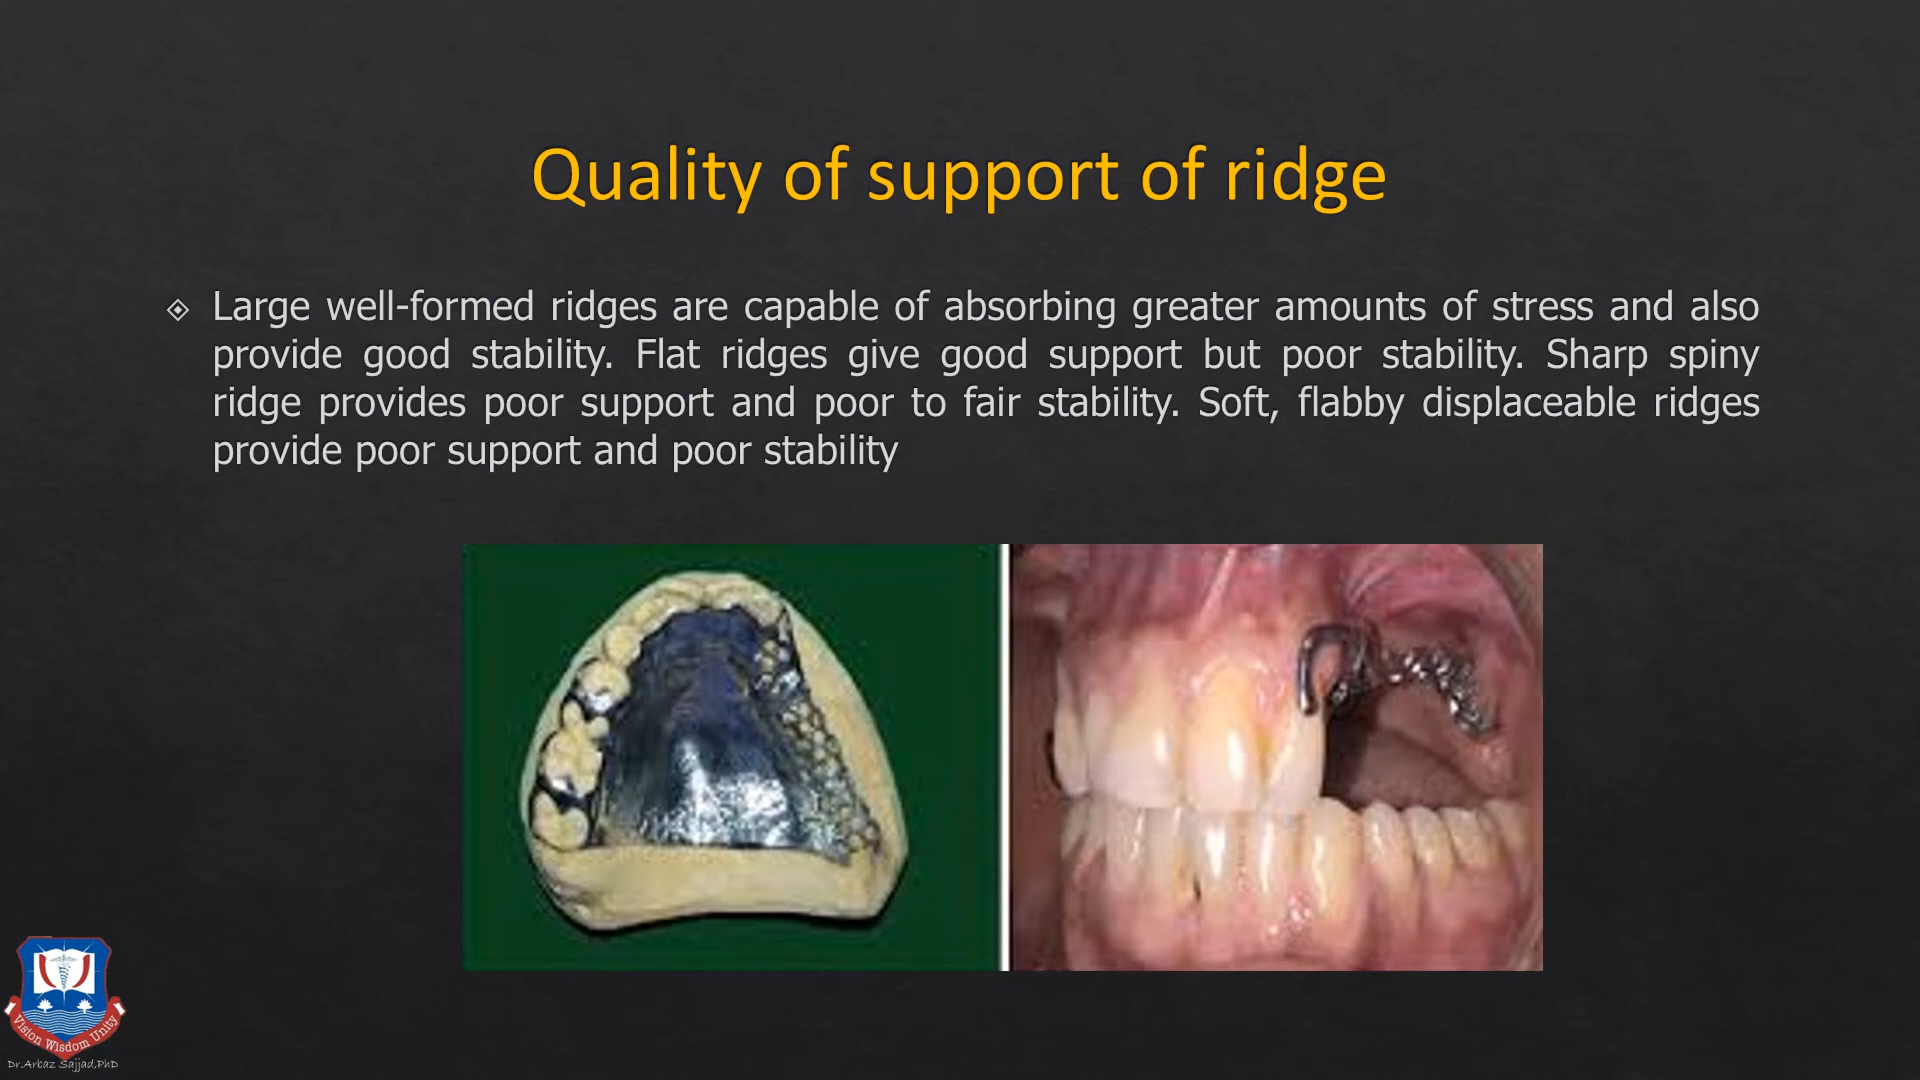 Quality of support of ridge
Large well-formed ridges are capable of absorbing greater amounts of stress and also
provide good stability. Flat ridges give good support but poor stability. Sharp spiny
ridge provides poor support and poor to fair stability. Soft, flabby displaceable ridges
provide poor support and poor stability
Vision Wisdom Unity
Dr.Arbaz Sajjad,PhD